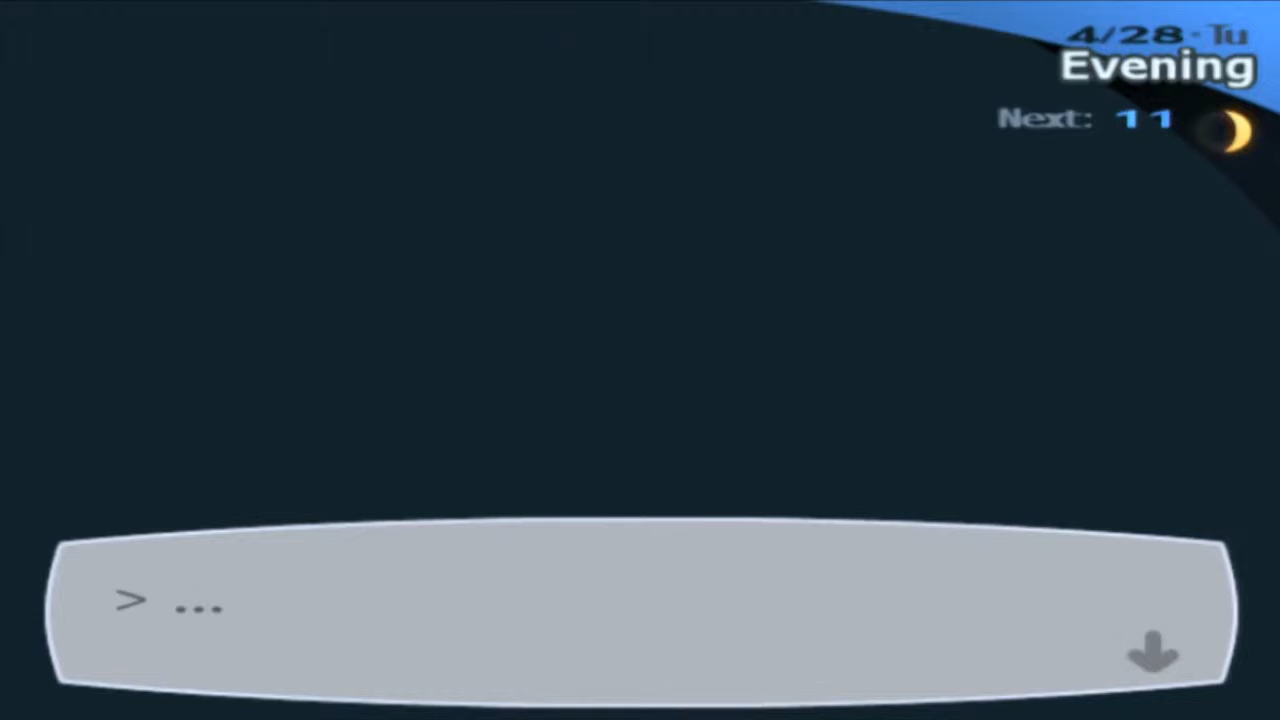 4/28・Tu
Evening
Next: 11
> ...